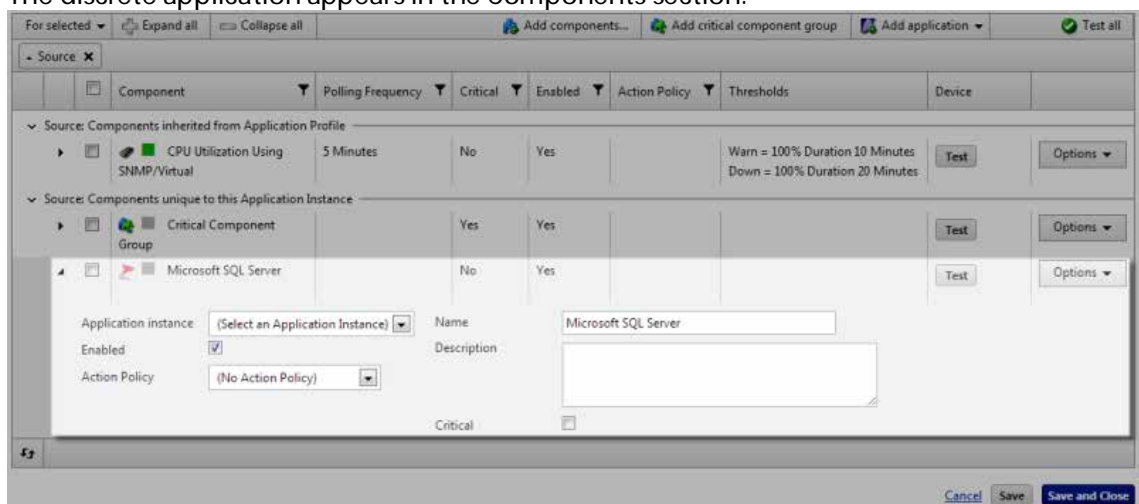 The discrete application appears in the Components section.
For selected Expand all Collapse all Add components... Add critical component group Add application Test all
Source
Component Polling Frequency Critical Enabled Action Policy Thresholds Device
Source: Components inherited from Application Profile
CPU Utilization Using 5 Minutes No Yes Warn = 100% Duration 10 Minutes Test Options
SNMP/Virtual Down = 100% Duration 20 Minutes
Source: Components unique to this Application Instance
Critical Component Yes Yes Test Options
Group
Microsoft SQL Server No Yes Test Options
Application instance (Select an Application Instance) Name Microsoft SQL Server
Enabled Description
Action Policy (No Action Policy)
Critical
Cancel Save Save and Close